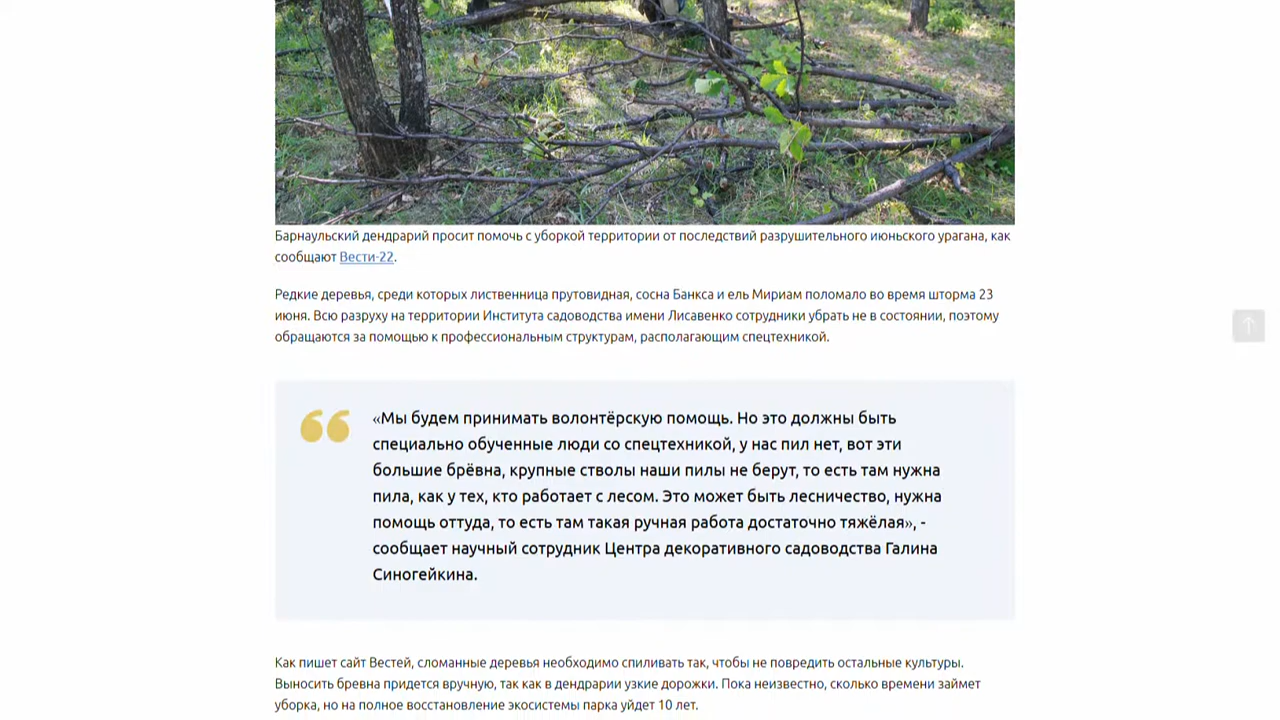 Барнаульский дендрарий просит помочь с уборкой территории от последствий разрушительного июньского урагана, как
сообщают Вести-22.
Редкие деревья, среди которых лиственница прутовидная, сосна Банкса и ель Мириам поломало во время шторма 23
июня. Всю разруху на территории Института садоводства имени Лисавенко сотрудники убрать не в состоянии, поэтому
обращаются за помощью к профессиональным структурам, располагающим спецтехникой.
«Мы будем принимать волонтёрскую помощь. Но это должны быть
специально обученные люди со спецтехникой, у нас пил нет, вот эти
большие брёвна, крупные стволы наши пилы не берут, то есть там нужна
пила, как у тех, кто работает с лесом. Это может быть лесничество, нужна
помощь оттуда, то есть там такая ручная работа достаточно тяжёлая», -
сообщает научный сотрудник Центра декоративного садоводства Галина
Синогейкина.
Как пишет сайт Вестей, сломанные деревья необходимо спиливать так, чтобы не повредить остальные культуры.
Выносить бревна придется вручную, так как в дендрарии узкие дорожки. Пока неизвестно, сколько времени займет
уборка, но на полное восстановление экосистемы парка уйдет 10 лет.